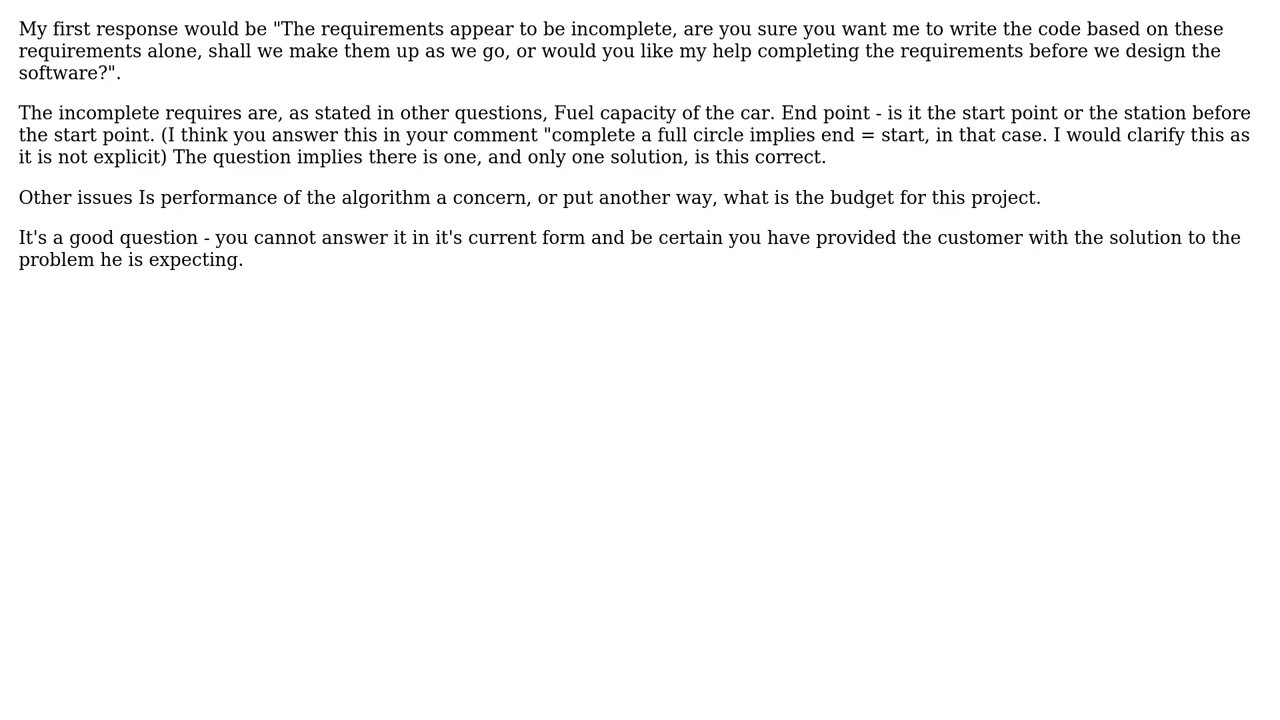 My first response would be "The requirements appear to be incomplete, are you sure you want me to write the code based on these
requirements alone, shall we make them up as we go, or would you like my help completing the requirements before we design the
software?".
The incomplete requires are, as stated in other questions, Fuel capacity of the car. End point - is it the start point or the station before
the start point. (I think you answer this in your comment "complete a full circle implies end = start, in that case. I would clarify this as
it is not explicit) The question implies there is one, and only one solution, is this correct.
Other issues Is performance of the algorithm a concern, or put another way, what is the budget for this project.
It's a good question - you cannot answer it in it's current form and be certain you have provided the customer with the solution to the
problem he is expecting.